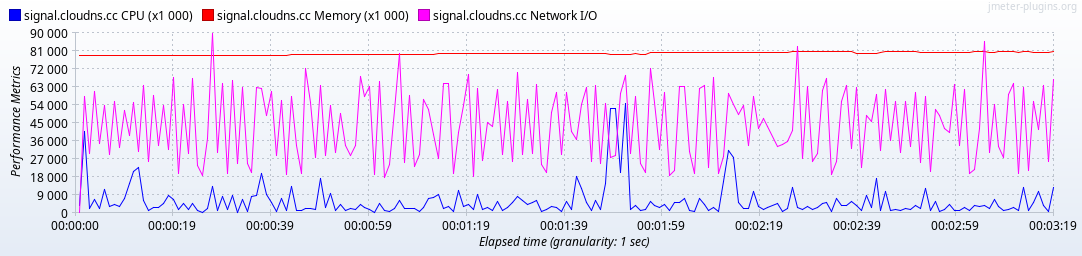 jmeter-plugins.org
signal.cloudns.cc CPU (x1 000) signal.cloudns.cc Memory (x1 000) signal.cloudns.cc Network I/O
Performance Metrics
90 000
81 000
72 000
63 000
54 000
45 000
36 000
27 000
18 000
9 000
0
00:00:00 00:00:19 00:00:39 00:00:59 00:01:19 00:01:39 00:01:59 00:02:19 00:02:39 00:02:59 00:03:19
Elapsed time (granularity: 1 sec)